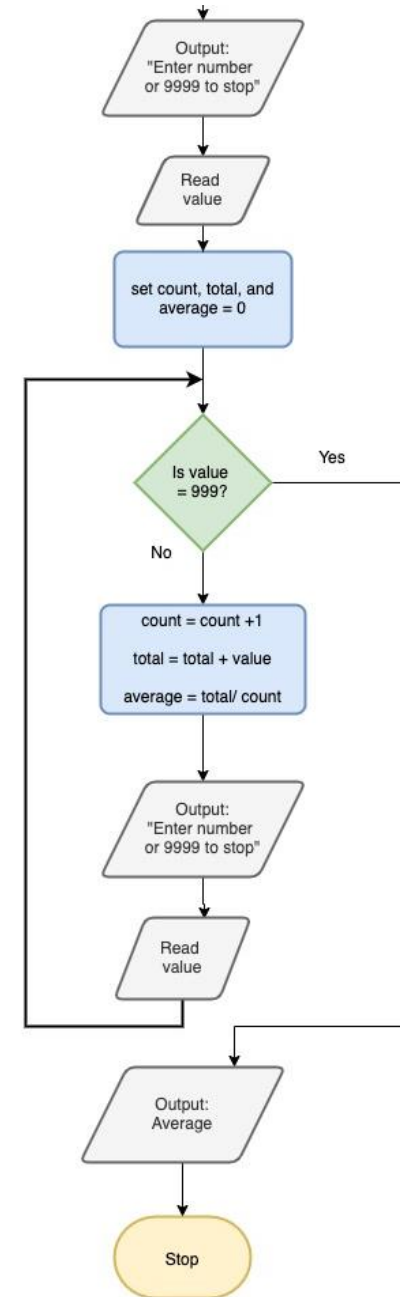 Output:
"Enter number
or 9999 to stop"
Read
value
set count, total, and
average = 0
Is value
= 999?
Yes
No
count = count +1
total = total + value
average = total/ count
Output:
"Enter number
or 9999 to stop"
Read
value
Output:
Average
Stop